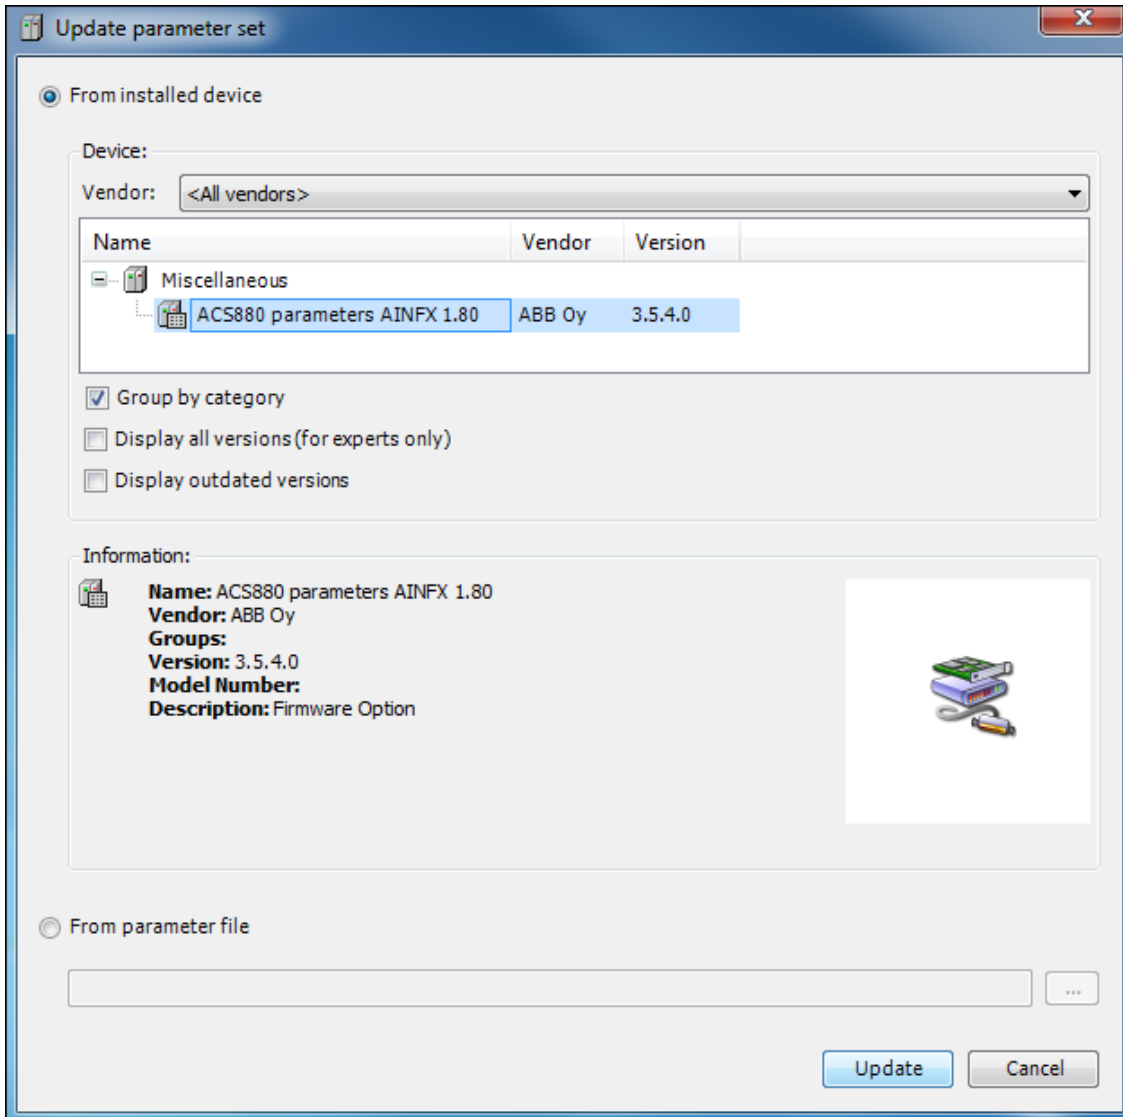 Update parameter set
From installed device
Device:
Vendor: <All vendors>
Name Vendor Version
Miscellaneous
ACS880 parameters AINFX 1.80 ABB Oy 3.5.4.0
Group by category
Display all versions (for experts only)
Display outdated versions
Information:
Name: ACS880 parameters AINFX 1.80
Vendor: ABB Oy
Groups:
Version: 3.5.4.0
Model Number:
Description: Firmware Option
From parameter file
...
Update Cancel